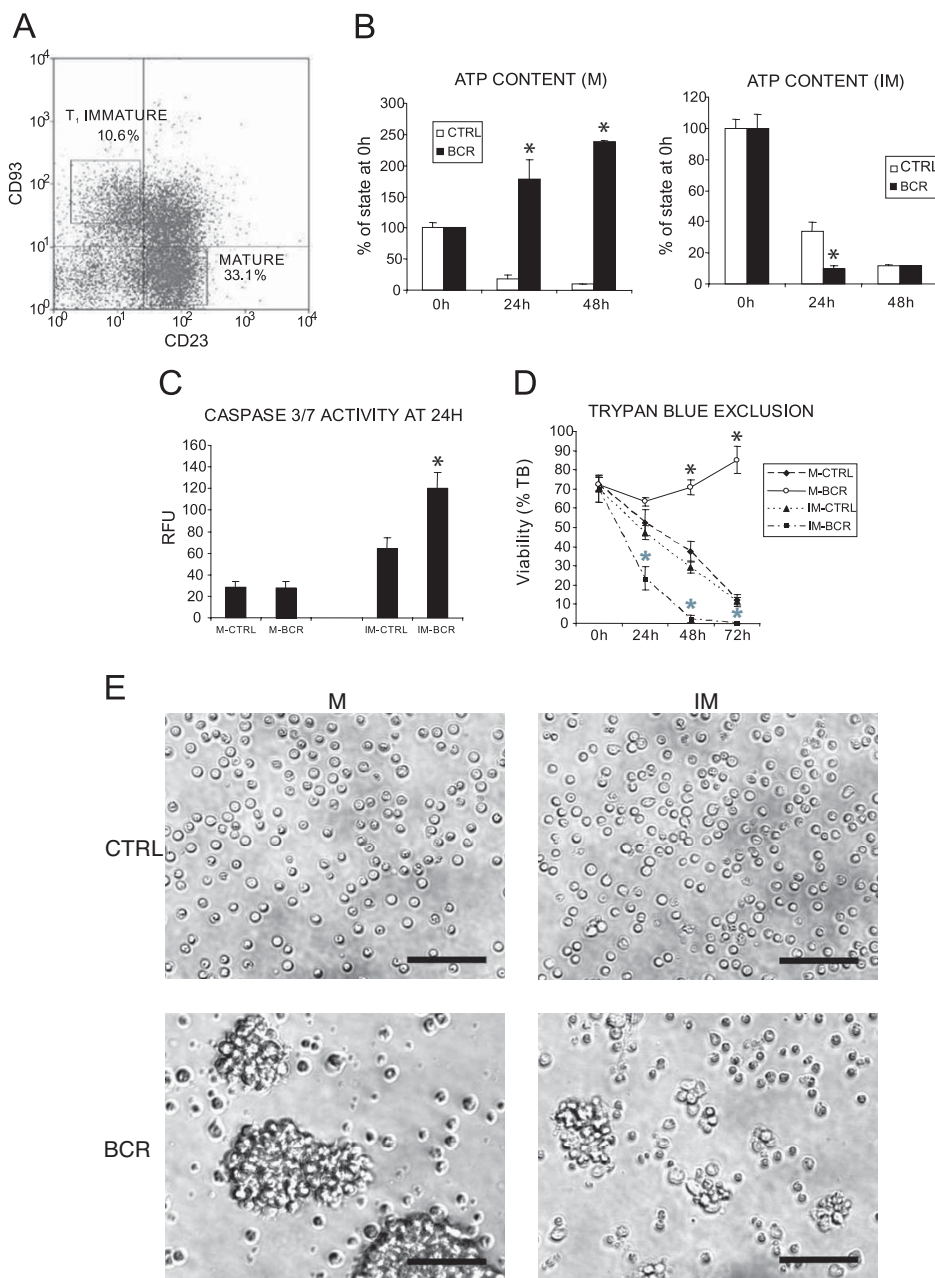 A
10⁴
10³
10²
10¹
10⁰
CD93
T₁ IMMATURE
10.6%
MATURE
33.1%
10⁰ 10¹ 10² 10³ 10⁴
CD23
B
ATP CONTENT (M)
% of state at 0h
300
250
200
150
100
50
0
CTRL
BCR
*
*
0h 24h 48h
ATP CONTENT (IM)
% of state at 0h
120
100
80
60
40
20
0
CTRL
BCR
*
0h 24h 48h
C
CASPASE 3/7 ACTIVITY AT 24H
RFU
160
140
120
100
80
60
40
20
0
*
M-CTRL M-BCR IM-CTRL IM-BCR
D
TRYPAN BLUE EXCLUSION
Viability (% TB)
100
90
80
70
60
50
40
30
20
10
0
*
*
*
*
*
0h 24h 48h 72h
M-CTRL
M-BCR
IM-CTRL
IM-BCR
E
M
IM
CTRL
BCR